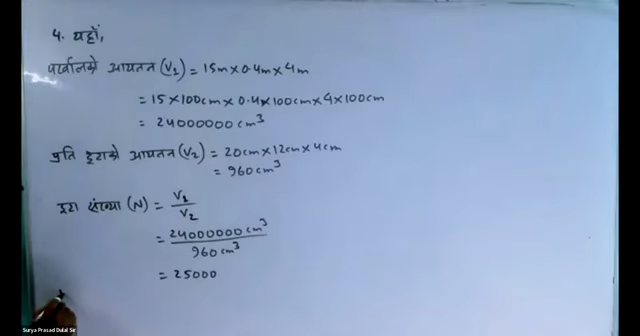 4. यहाँ,
पर्खालको आयतन (V₁) = 15m × 0.4m × 4m
= 15 × 100cm × 0.4 × 100cm × 4 × 100cm
= 24000000 cm³
प्रति इटाको आयतन (V₂) = 20cm × 12cm × 4cm
= 960 cm³
इटा संख्या (N) = V₁/V₂
= 24000000 cm³/960 cm³
= 25000
Surya Prasad Dulal Sir